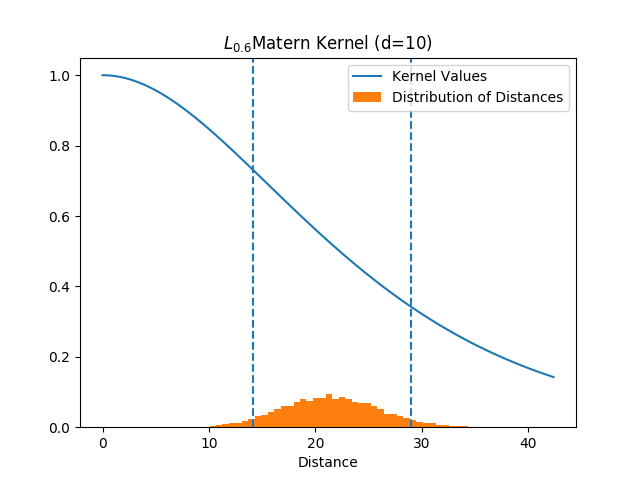 L0.6Matern Kernel (d=10)
Kernel Values
Distribution of Distances
1.0
0.8
0.6
0.4
0.2
0.0
0 10 20 30 40
Distance